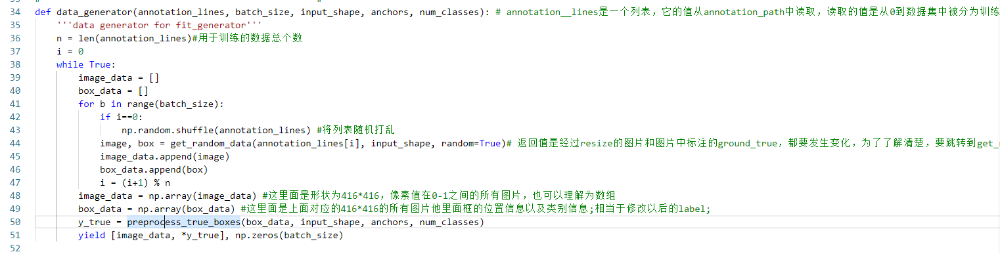 34 def data_generator(annotation_lines, batch_size, input_shape, anchors, num_classes): # annotation__lines是一个列表，它的值从annotation_path中读取，读取的值是从0到数据集中被分为训练
35 '''data generator for fit_generator'''
36 n = len(annotation_lines)#用于训练的数据总个数
37 i = 0
38 while True:
39 image_data = []
40 box_data = []
41 for b in range(batch_size):
42 if i==0:
43 np.random.shuffle(annotation_lines) #将列表随机打乱
44 image, box = get_random_data(annotation_lines[i], input_shape, random=True)# 返回值是经过resize的图片和图片中标注的ground_true，都要发生变化，为了了解清楚，要跳转到get_
45 image_data.append(image)
46 box_data.append(box)
47 i = (i+1) % n
48 image_data = np.array(image_data) #这里面是形状为416*416，像素值在0-1之间的所有图片，也可以理解为数组
49 box_data = np.array(box_data) #这里面是上面对应的416*416的所有图片他里面框的位置信息以及类别信息;相当于修改以后的label;
50 y_true = preprocess_true_boxes(box_data, input_shape, anchors, num_classes)
51 yield [image_data, *y_true], np.zeros(batch_size)
52